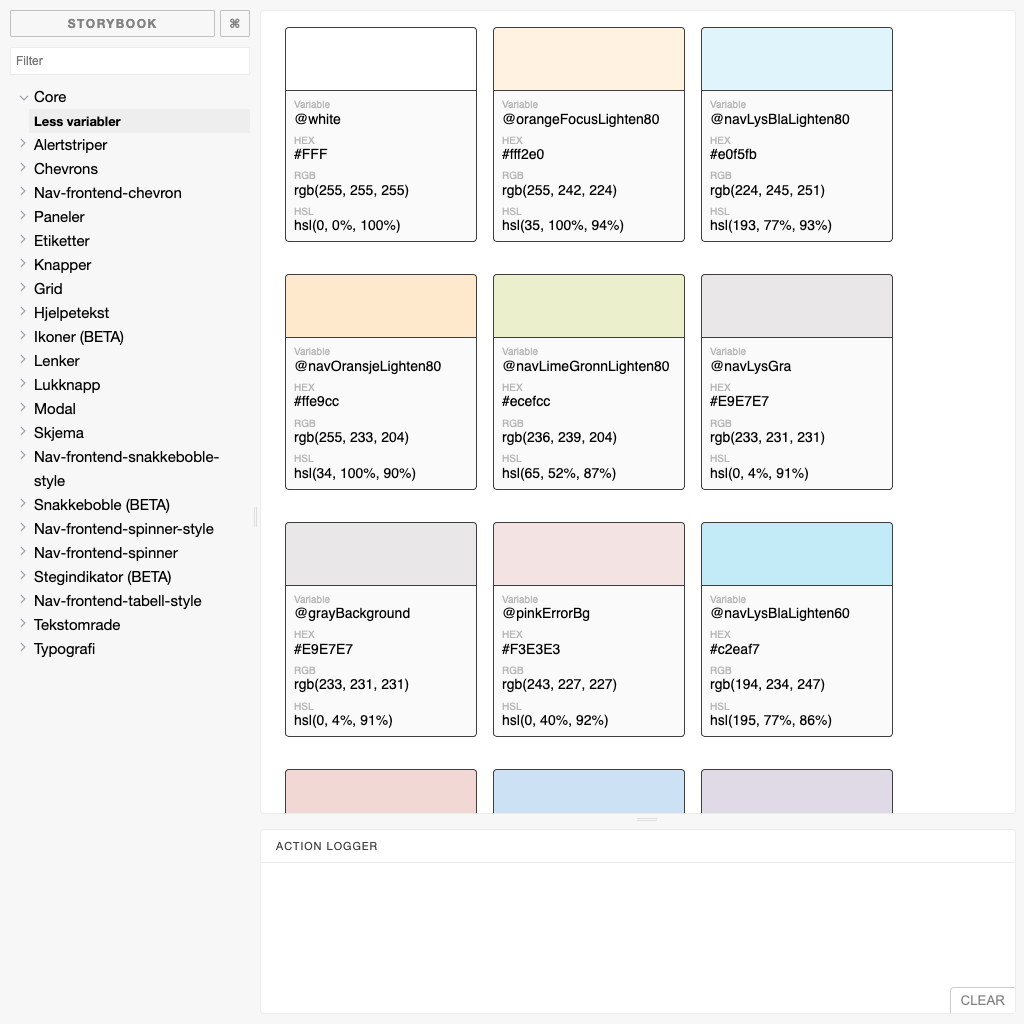 STORYBOOK
⌘
Filter
Core
Less variabler
Alertstriper
Chevrons
Nav-frontend-chevron
Paneler
Etiketter
Knapper
Grid
Hjelpetekst
Ikoner (BETA)
Lenker
Lukknapp
Modal
Skjema
Nav-frontend-snakkeboble-
style
Snakkeboble (BETA)
Nav-frontend-spinner-style
Nav-frontend-spinner
Stegindikator (BETA)
Nav-frontend-tabell-style
Tekstomrade
Typografi
Variable
@white
HEX
#FFF
RGB
rgb(255, 255, 255)
HSL
hsl(0, 0%, 100%)
Variable
@orangeFocusLighten80
HEX
#fff2e0
RGB
rgb(255, 242, 224)
HSL
hsl(35, 100%, 94%)
Variable
@navLysBlaLighten80
HEX
#e0f5fb
RGB
rgb(224, 245, 251)
HSL
hsl(193, 77%, 93%)
Variable
@navOransjeLighten80
HEX
#ffe9cc
RGB
rgb(255, 233, 204)
HSL
hsl(34, 100%, 90%)
Variable
@navLimeGronnLighten80
HEX
#ecefcc
RGB
rgb(236, 239, 204)
HSL
hsl(65, 52%, 87%)
Variable
@navLysGra
HEX
#E9E7E7
RGB
rgb(233, 231, 231)
HSL
hsl(0, 4%, 91%)
Variable
@grayBackground
HEX
#E9E7E7
RGB
rgb(233, 231, 231)
HSL
hsl(0, 4%, 91%)
Variable
@pinkErrorBg
HEX
#F3E3E3
RGB
rgb(243, 227, 227)
HSL
hsl(0, 40%, 92%)
Variable
@navLysBlaLighten60
HEX
#c2eaf7
RGB
rgb(194, 234, 247)
HSL
hsl(195, 77%, 86%)
ACTION LOGGER
CLEAR